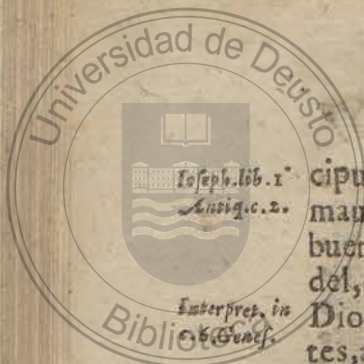 Universidad de Deusto
Biblioteca
Ioseph.lib.1 cipu
Antiq.c.2. mau
buen
del,
Interpret. in Dio
c.6.Genes. tes